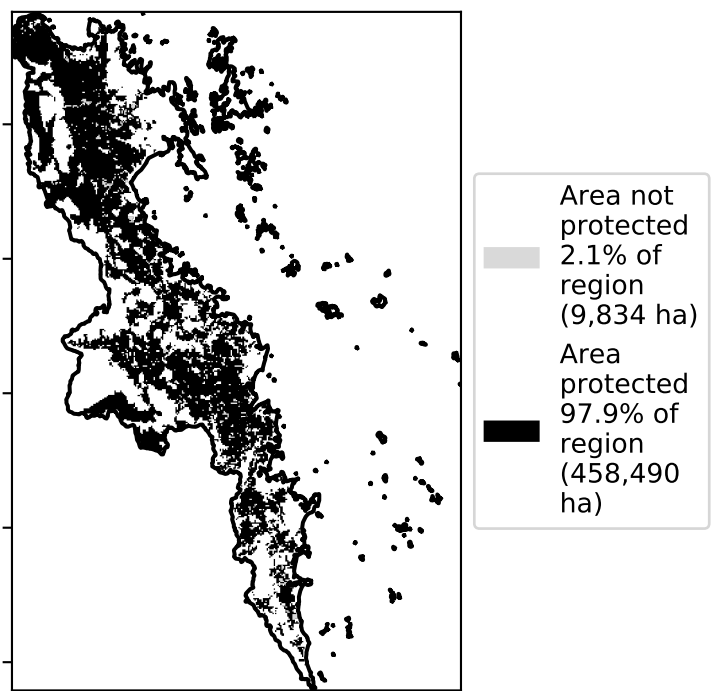 Area not
protected
2.1% of
region
(9,834 ha)
Area
protected
97.9% of
region
(458,490
ha)